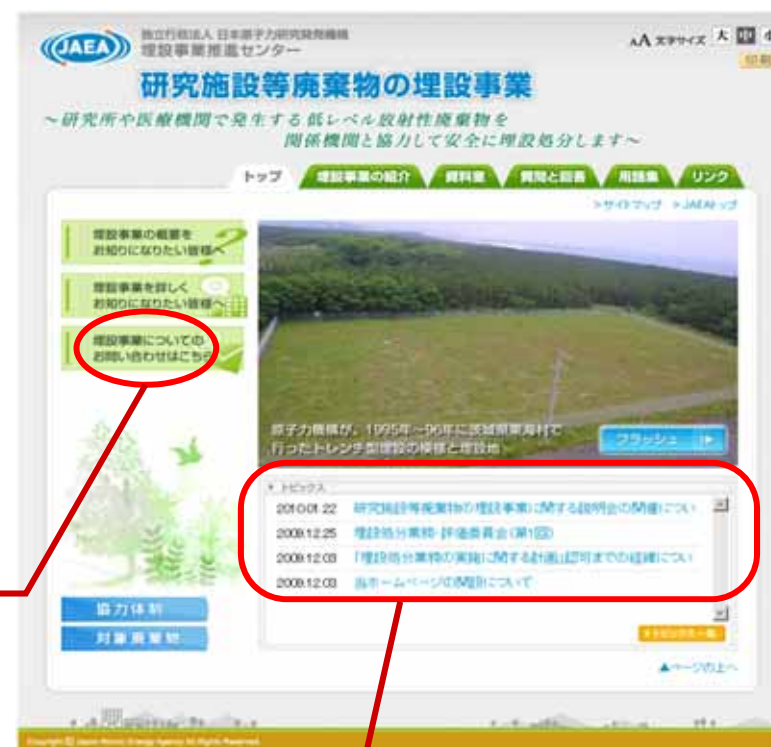 JAEA
独立行政法人 日本原子力研究開発機構
埋設事業推進センター
AA 文字サイズ 大 中
印刷
研究施設等廃棄物の埋設事業
～研究所や医療機関で発生する低レベル放射性廃棄物を
関係機関と協力して安全に埋設処分します～
トップ 埋設事業の紹介 資料室 質問と回答 用語集 リンク
>サイトマップ >JAEAトップ
埋設事業の概要を
お知りになりたい皆様へ
埋設事業を詳しく
お知りになりたい皆様へ
埋設事業についての
お問い合わせはこちら
原子力機構が、1995年～96年に茨城県東海村で
行ったトレンチ型埋設の模様と埋設地
フラッシュ
トピックス
2010.01.22 研究施設等廃棄物の埋設事業に関する説明会の開催につい
2009.12.25 埋設処分業務・評価委員会(第1回)
2009.12.03 「埋設処分業務の実施に関する計画」認可までの経緯につい
2009.12.03 当ホームページの開設について
トピックス一覧
協力体制
対象廃棄物
▲ページの上へ
Copyright © Japan Atomic Energy Agency All Rights Reserved.